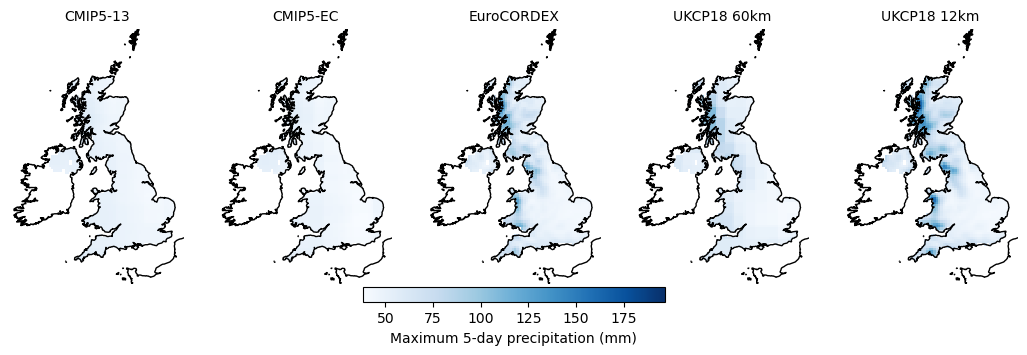 CMIP5-13 CMIP5-EC EuroCORDEX UKCP18 60km UKCP18 12km
50 75 100 125 150 175
Maximum 5-day precipitation (mm)